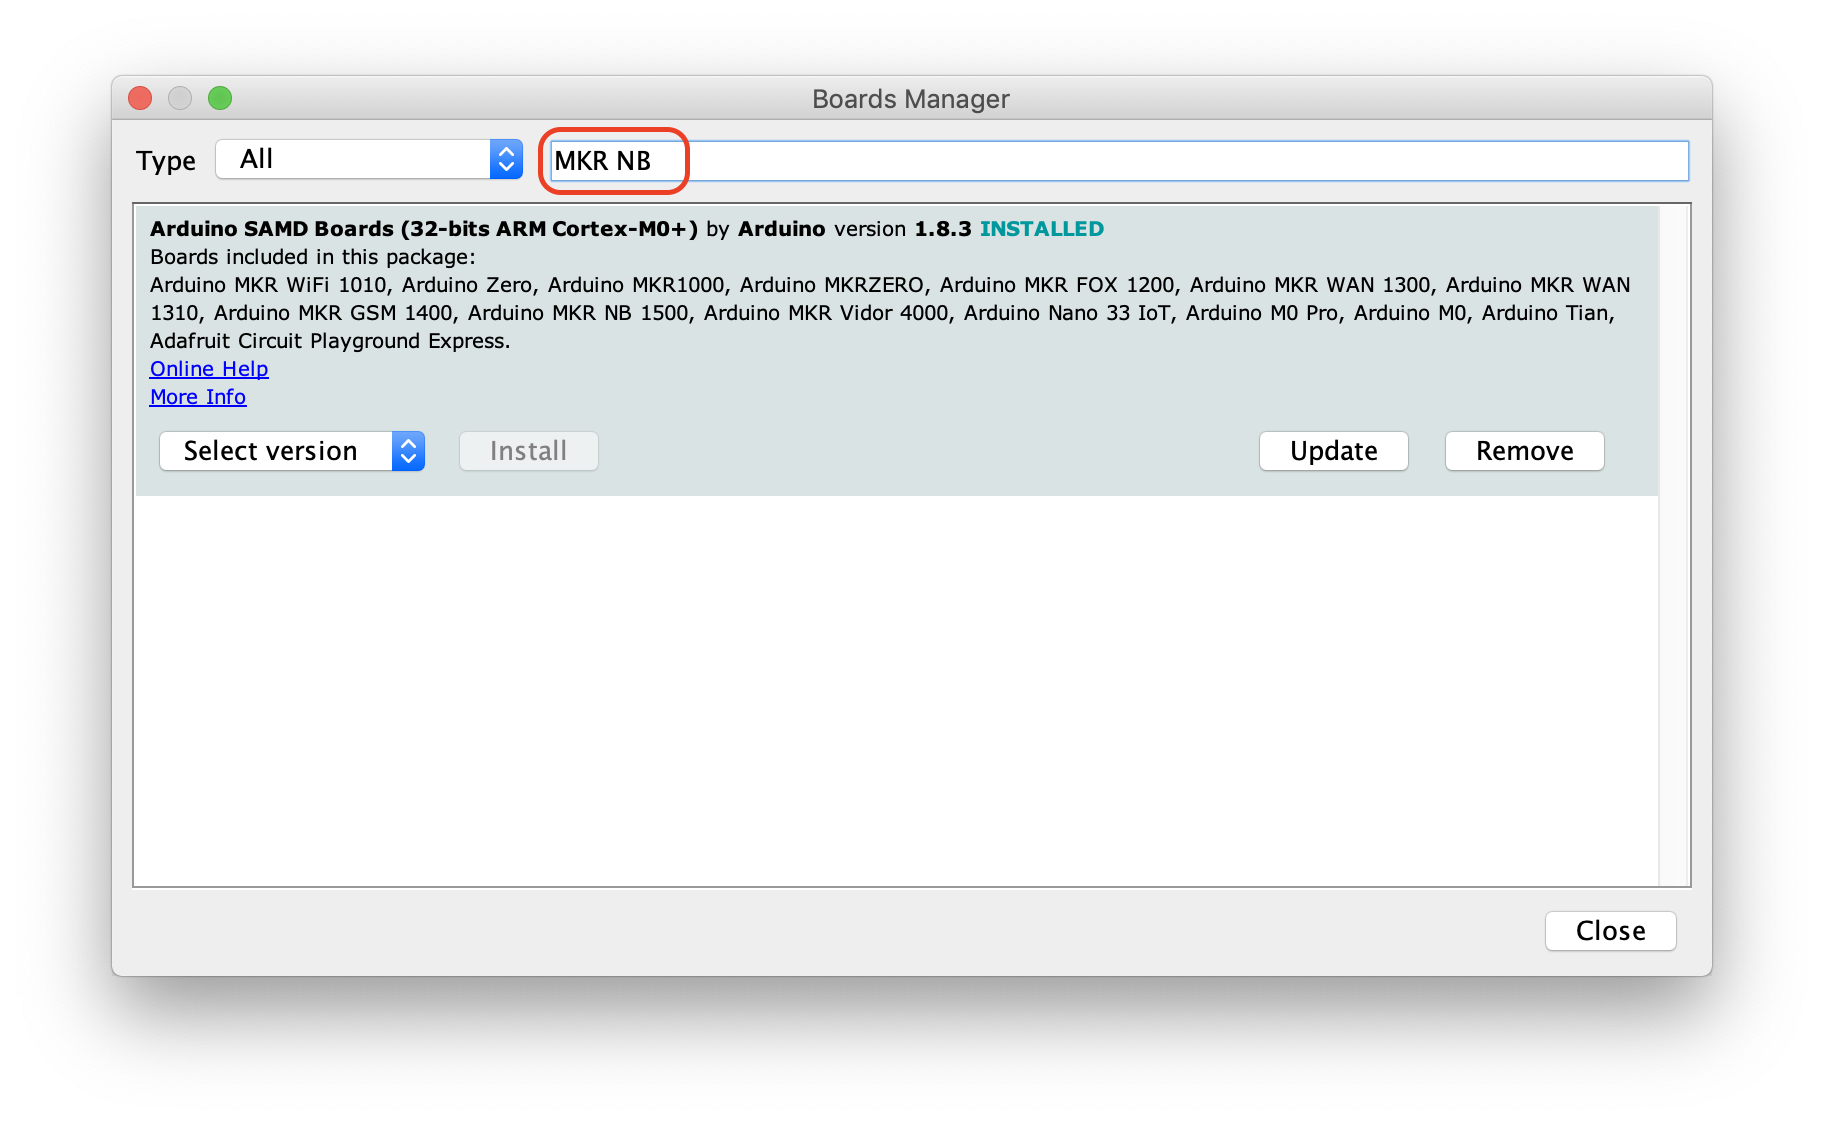 Boards Manager
Type All MKR NB
Arduino SAMD Boards (32-bits ARM Cortex-M0+) by Arduino version 1.8.3 INSTALLED
Boards included in this package:
Arduino MKR WiFi 1010, Arduino Zero, Arduino MKR1000, Arduino MKRZERO, Arduino MKR FOX 1200, Arduino MKR WAN 1300, Arduino MKR WAN
1310, Arduino MKR GSM 1400, Arduino MKR NB 1500, Arduino MKR Vidor 4000, Arduino Nano 33 IoT, Arduino M0 Pro, Arduino M0, Arduino Tian,
Adafruit Circuit Playground Express.
Online Help
More Info
Select version Install Update Remove
Close